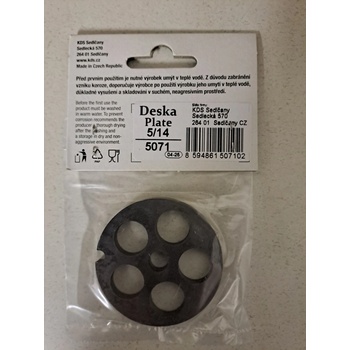 KDS Sedlčany
Sedlecká 570
www.kds.cz
Made in Czech Republic
Před prvním použitím je nutné výrobek umýt v teplé vodě. Z důvodu zabránění
vzniku koroze, doporučujeme výrobce po použití výrobku jeho umytí v teplé vodě,
důkladné vysušení a skladování v suchém, neagresivním prostředí.
Before the first use the
product must be washed
in warm water. To prevent
corrosion recommends the
producer a thorough drying
after the washing and
a storage in dry and non-
aggressive environment.
Deska
Plate
5/14
5071
04-25
KDS Sedlčany
Sedlecká 570
264 01 Sedlčany CZ
8 594861 507102